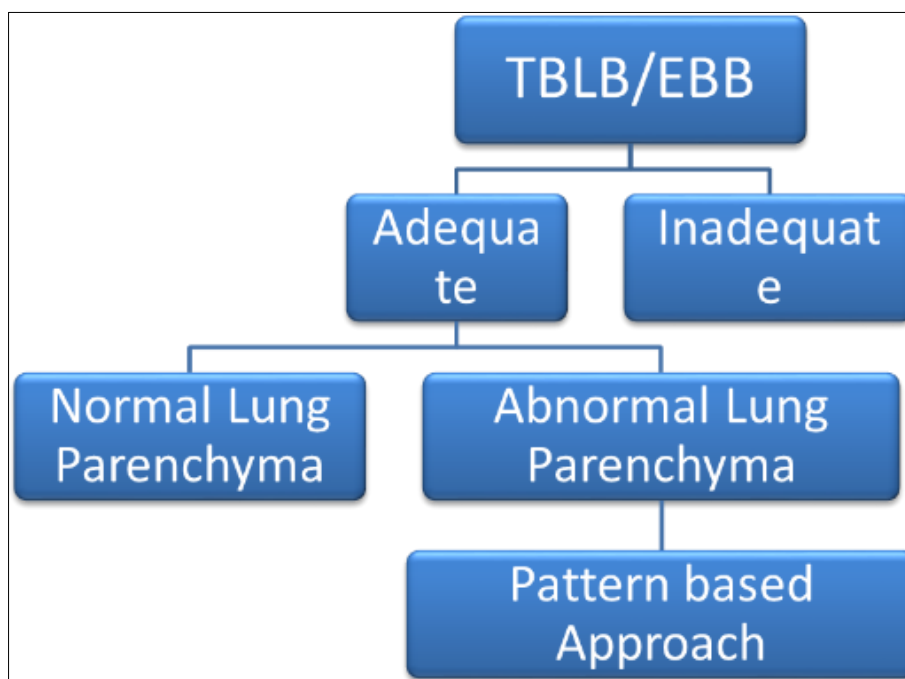 TBLB/EBB
Adequa
te
Inadequat
e
Normal Lung
Parenchyma
Abnormal Lung
Parenchyma
Pattern based
Approach